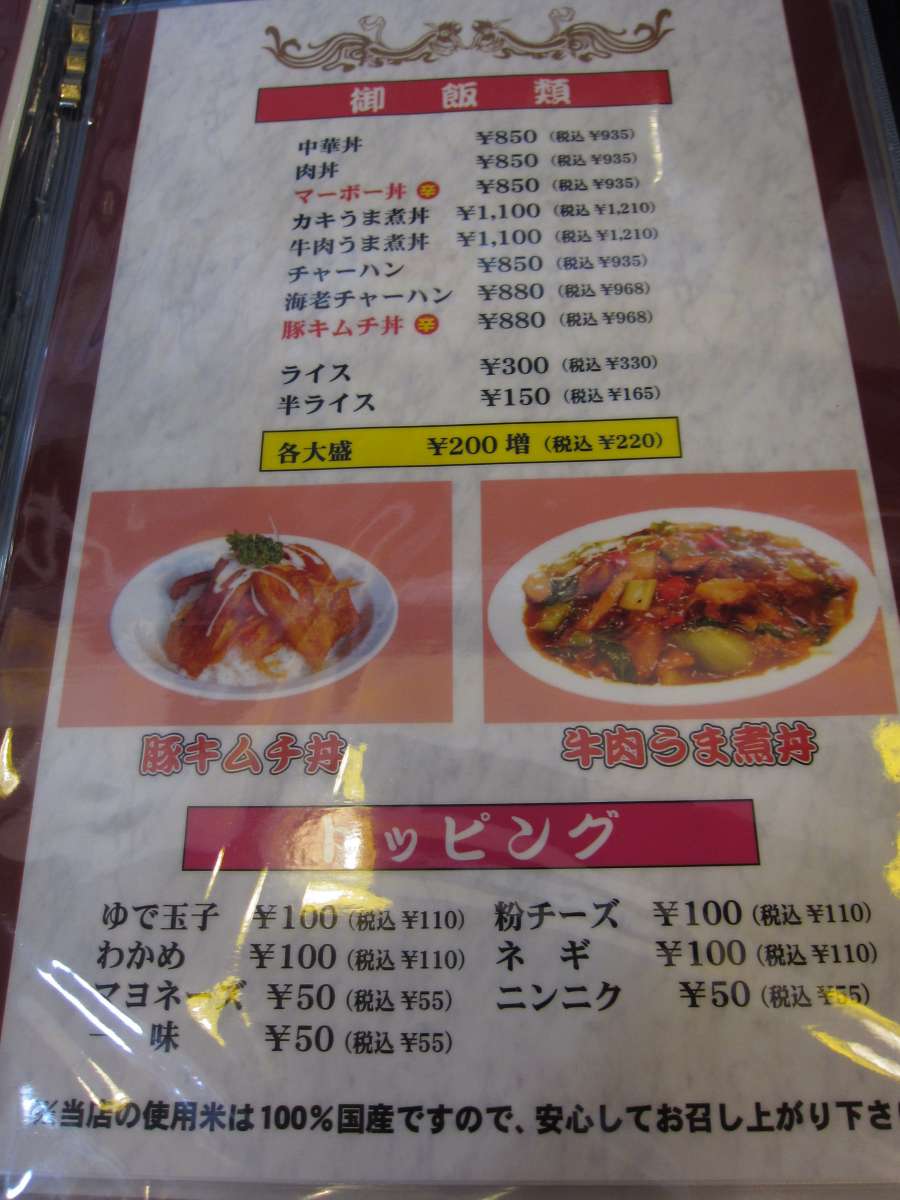 御飯類
中華丼 ¥850 (税込 ¥935)
肉丼 ¥850 (税込 ¥935)
マーボー丼 辛 ¥850 (税込 ¥935)
カキうま煮丼 ¥1,100 (税込 ¥1,210)
牛肉うま煮丼 ¥1,100 (税込 ¥1,210)
チャーハン ¥850 (税込 ¥935)
海老チャーハン ¥880 (税込 ¥968)
豚キムチ丼 辛 ¥880 (税込 ¥968)
ライス ¥300 (税込 ¥330)
半ライス ¥150 (税込 ¥165)
各大盛 ¥200 増 (税込 ¥220)
豚キムチ丼 牛肉うま煮丼
トッピング
ゆで玉子 ¥100 (税込 ¥110) 粉チーズ ¥100 (税込 ¥110)
わかめ ¥100 (税込 ¥110) ネギ ¥100 (税込 ¥110)
マヨネーズ ¥50 (税込 ¥55) ニンニク ¥50 (税込 ¥55)
一味 ¥50 (税込 ¥55)
※当店の使用米は100%国産ですので、安心してお召し上がり下さ